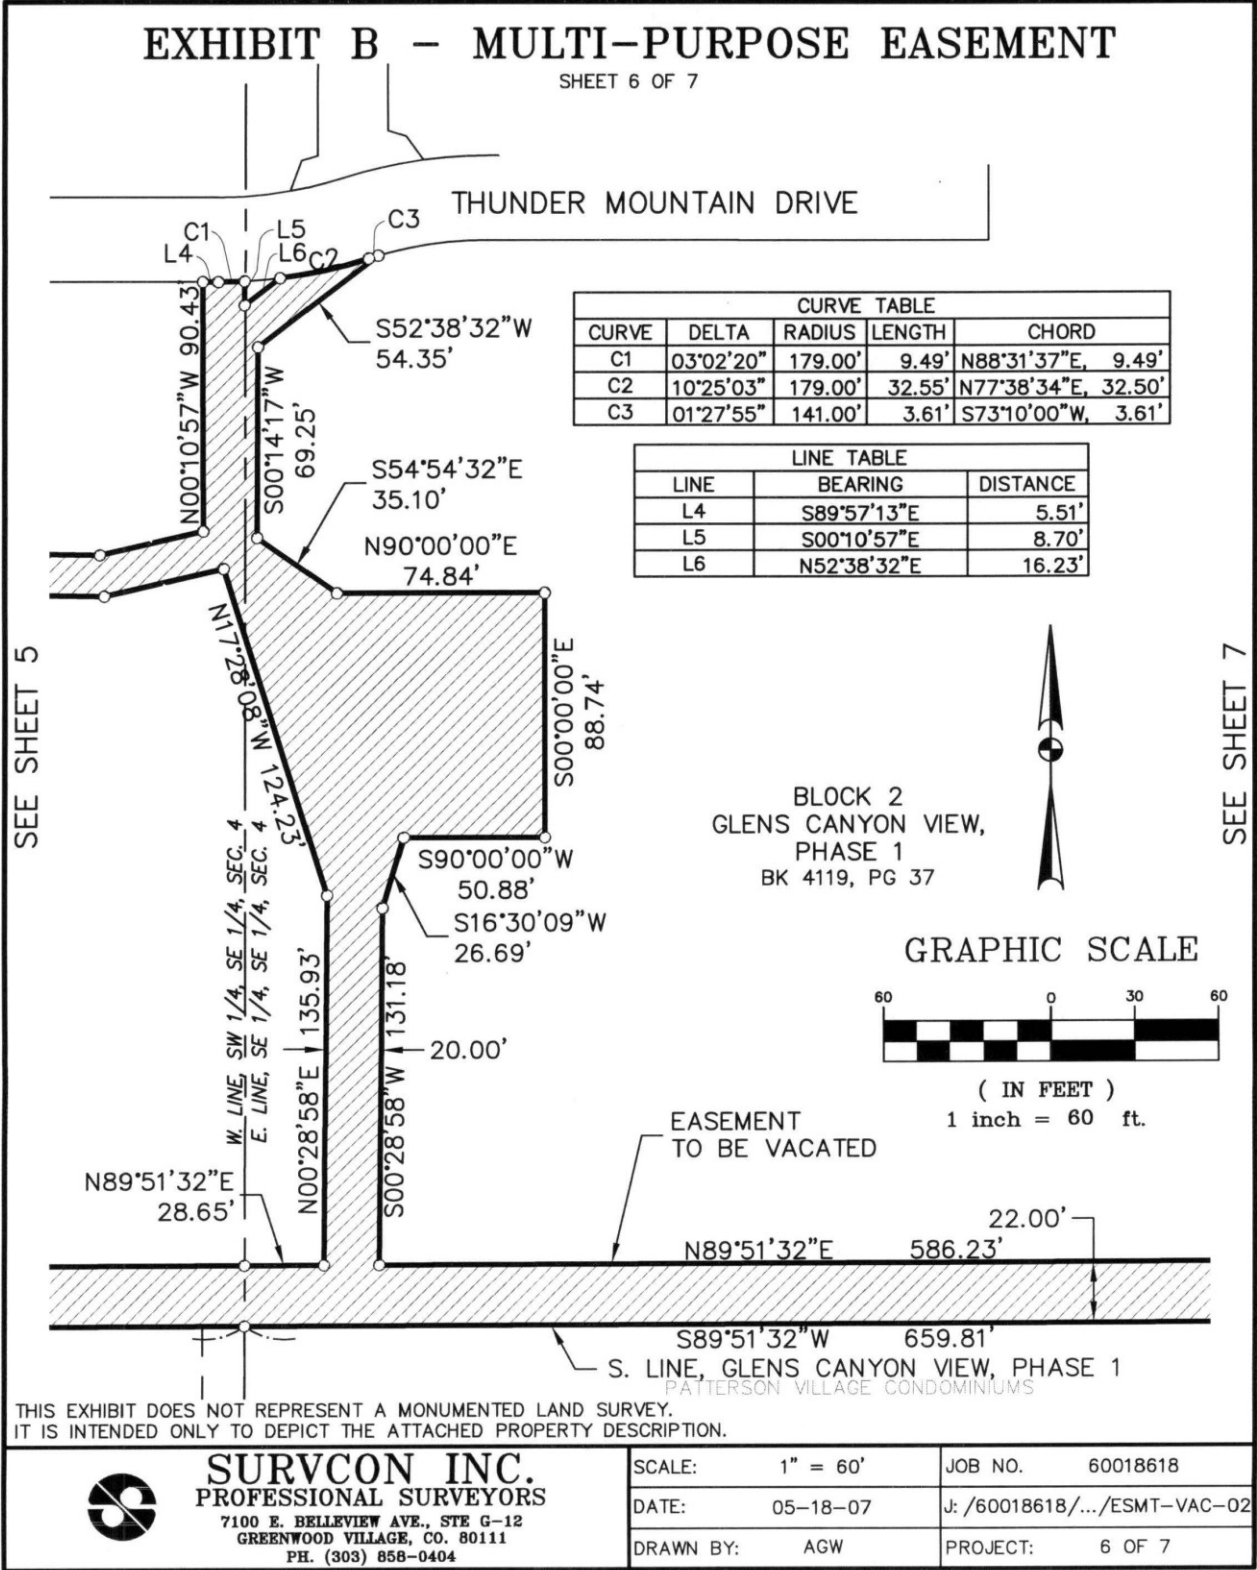 EXHIBIT B - MULTI-PURPOSE EASEMENT
SHEET 6 OF 7
THUNDER MOUNTAIN DRIVE
C3
C1
L5
L4
L6
C2
S52°38'32"W
54.35'
N00°10'57"W 90.43'
S00°14'17"W
69.25'
CURVE TABLE
CURVE DELTA RADIUS LENGTH CHORD
C1 03°02'20" 179.00' 9.49' N88°31'37"E, 9.49'
C2 10°25'03" 179.00' 32.55' N77°38'34"E, 32.50'
C3 01°27'55" 141.00' 3.61' S73°10'00"W, 3.61'
LINE TABLE
LINE BEARING DISTANCE
L4 S89°57'13"E 5.51'
L5 S00°10'57"E 8.70'
L6 N52°38'32"E 16.23'
S54°54'32"E
35.10'
N90°00'00"E
74.84'
N17°28'08"W 124.23'
S00°00'00"E
88.74'
SEE SHEET 5
SEE SHEET 7
BLOCK 2
GLENS CANYON VIEW,
PHASE 1
BK 4119, PG 37
S90°00'00"W
50.88'
S16°30'09"W
26.69'
W. LINE, SW 1/4, SE 1/4, SEC. 4
E. LINE, SE 1/4, SE 1/4, SEC. 4
N00°28'58"E 135.93'
S00°28'58"W 131.18'
20.00'
GRAPHIC SCALE
60 0 30 60
( IN FEET )
1 inch = 60 ft.
EASEMENT
TO BE VACATED
N89°51'32"E
28.65'
22.00'
N89°51'32"E 586.23'
S89°51'32"W 659.81'
S. LINE, GLENS CANYON VIEW, PHASE 1
PATTERSON VILLAGE CONDOMINIUMS
THIS EXHIBIT DOES NOT REPRESENT A MONUMENTED LAND SURVEY.
IT IS INTENDED ONLY TO DEPICT THE ATTACHED PROPERTY DESCRIPTION.
SURVCON INC.
PROFESSIONAL SURVEYORS
7100 E. BELLEVIEW AVE., STE G-12
GREENWOOD VILLAGE, CO. 80111
PH. (303) 858-0404
SCALE: 1" = 60'
JOB NO. 60018618
DATE: 05-18-07
J: /60018618/.../ESMT-VAC-02
DRAWN BY: AGW
PROJECT: 6 OF 7